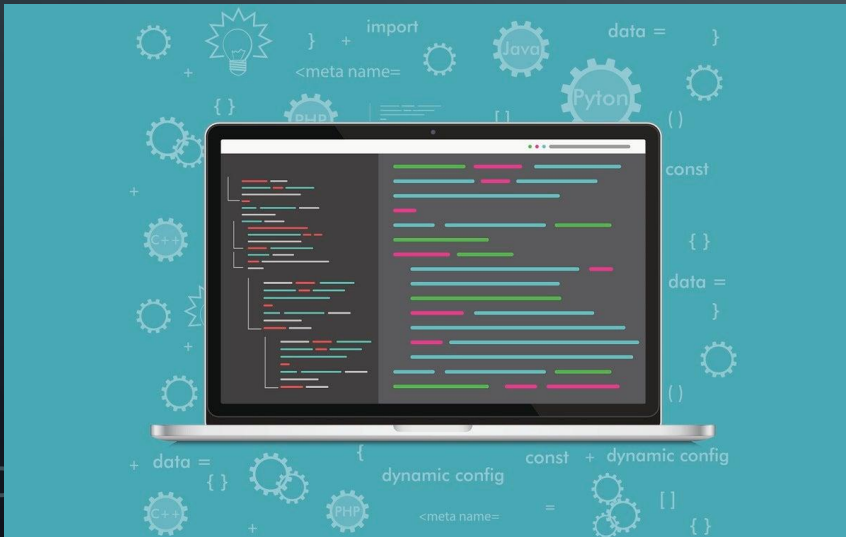 import
data =
}
}
+
Java
<meta name=
+
Pyton
{ }
PHP
[ ]
( )
const
+
C++
{ }
data =
}
+
( )
{
const + dynamic config
+ data =
dynamic config
{ }
[ ]
PHP
C++
<meta name=
=
+
{ }